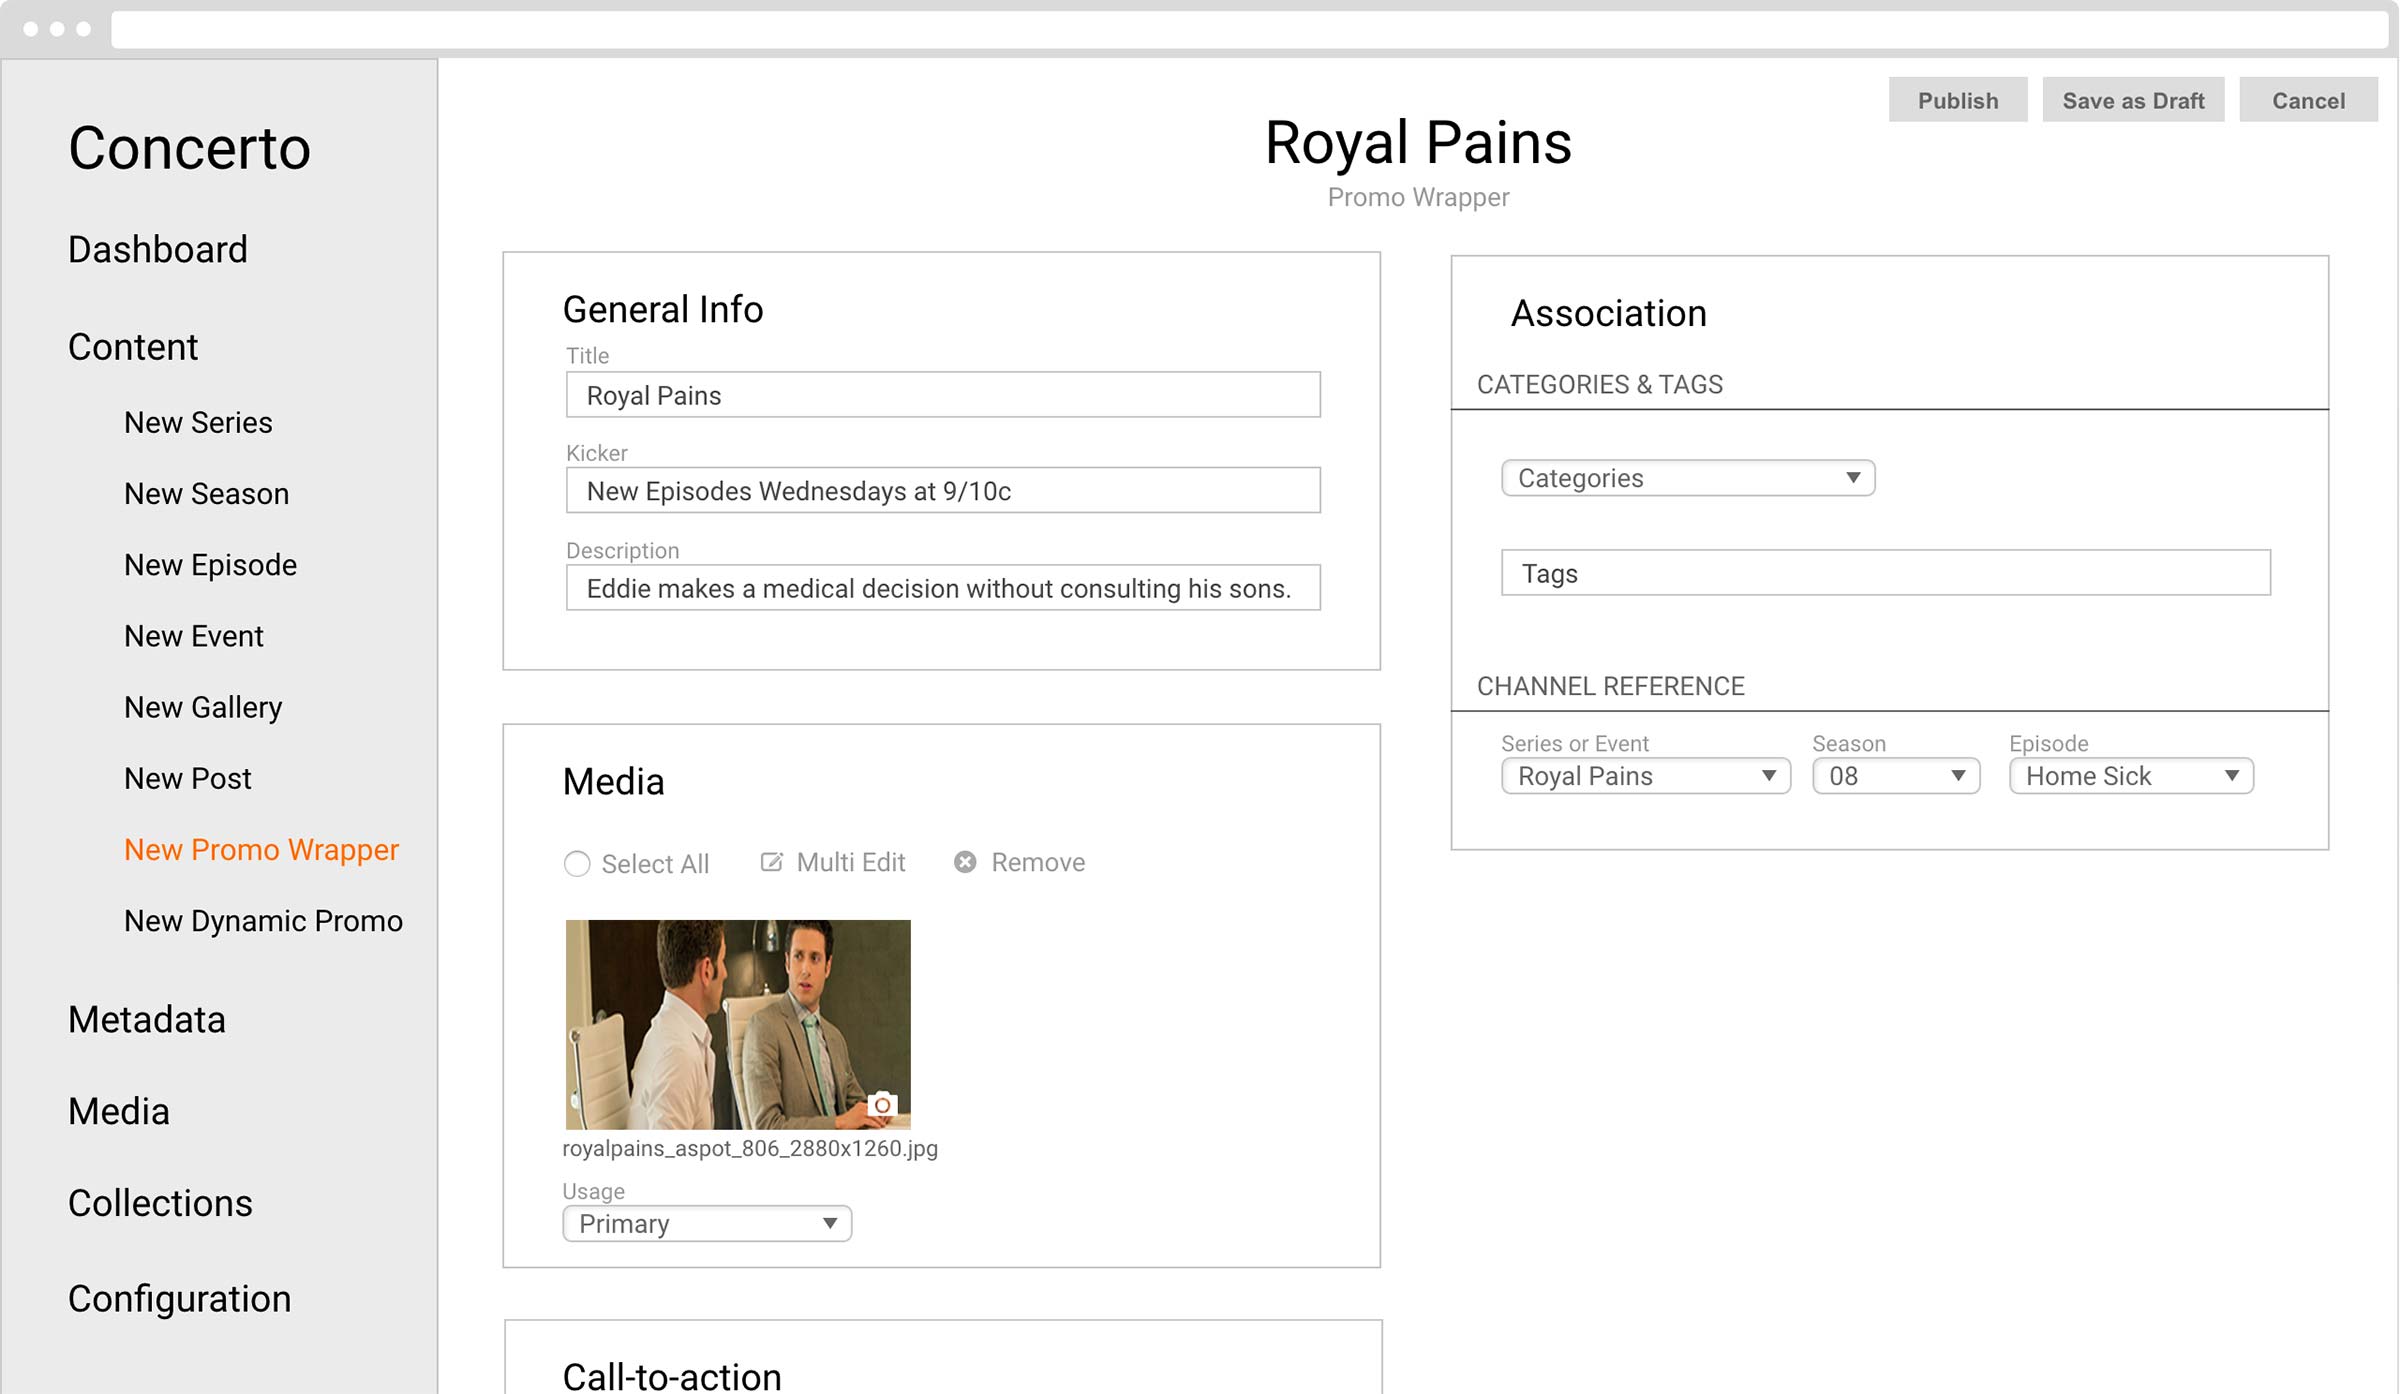 Concerto
Dashboard
Content
New Series
New Season
New Episode
New Event
New Gallery
New Post
New Promo Wrapper
New Dynamic Promo
Metadata
Media
Collections
Configuration
Publish
Save as Draft
Cancel
Royal Pains
Promo Wrapper
General Info
Title
Royal Pains
Kicker
New Episodes Wednesdays at 9/10c
Description
Eddie makes a medical decision without consulting his sons.
Media
Select All
Multi Edit
Remove
royalpains_aspot_806_2880x1260.jpg
Usage
Primary
Call-to-action
Association
CATEGORIES & TAGS
Categories
Tags
CHANNEL REFERENCE
Series or Event
Season
Episode
Royal Pains
08
Home Sick